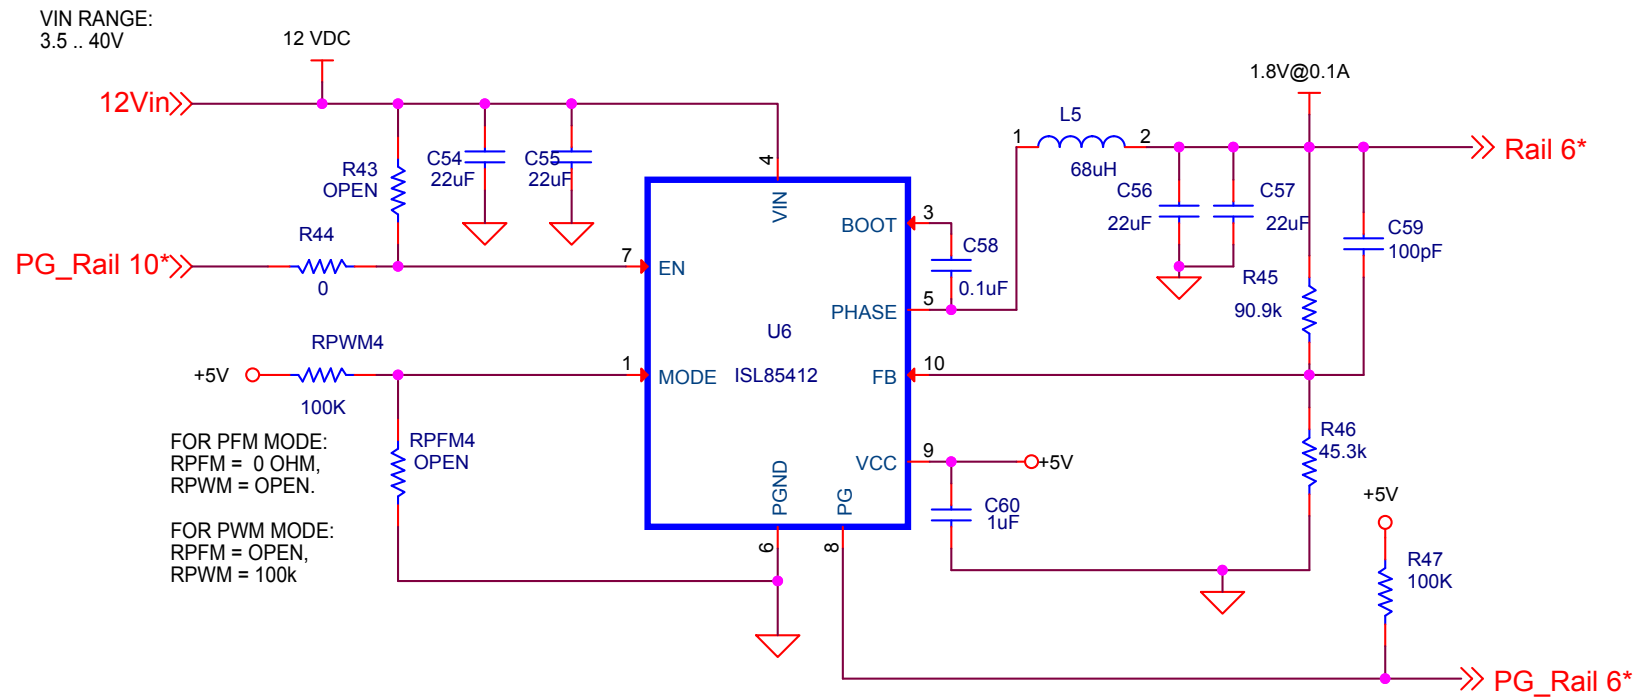 VIN RANGE:
3.5 .. 40V
12 VDC
12Vin
R43
OPEN
C54
22uF
C55
22uF
R44
0
PG_Rail 10*
RPWM4
+5V
100K
FOR PFM MODE:
RPFM =  0 OHM,
RPWM = OPEN.
FOR PWM MODE:
RPFM = OPEN,
RPWM = 100k
RPFM4
OPEN
4
VIN
7
EN
1
MODE
U6
ISL85412
BOOT
3
PHASE
5
FB
10
VCC
9
PGND
6
PG
8
C58
0.1uF
1
L5
2
68uH
1.8V@0.1A
Rail 6*
C56
22uF
C57
22uF
C59
100pF
R45
90.9k
R46
45.3k
+5V
C60
1uF
+5V
R47
100K
PG_Rail 6*